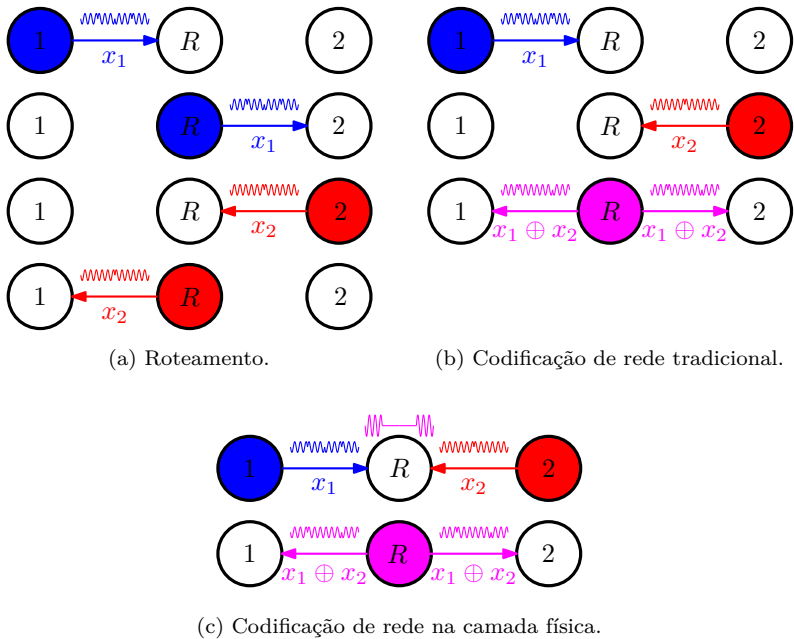 1 R 2 1 R 2
x₁ x₁
1 R 2 1 R 2
x₁ x₂
1 R 2 1 R 2
x₂ x₁ ⊕ x₂ x₁ ⊕ x₂
1 R 2
x₂
(a) Roteamento. (b) Codificação de rede tradicional.
1 R 2
x₁ x₂
1 R 2
x₁ ⊕ x₂ x₁ ⊕ x₂
(c) Codificação de rede na camada física.